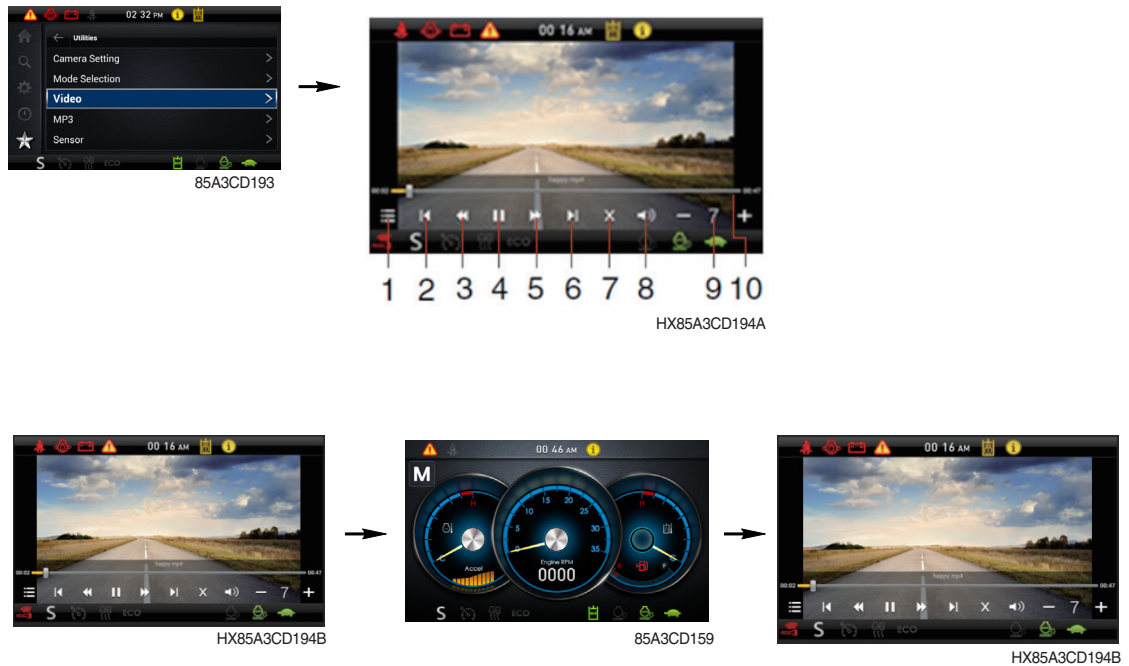 02 32 PM
Utilities
Camera Setting
Mode Selection
Video
MP3
Sensor
S ECO
85A3CD193
00 16 AM
happy.mp4
00:02 00:47
7
S ECO
1 2 3 4 5 6 7 8 9 10
HX85A3CD194A
00 16 AM
happy.mp4
00:02 00:47
7
S ECO
HX85A3CD194B
00 46 AM
M
H
C
Accel
0 5 10 15 20 25 30 35
Engine RPM
0000
H
C
E F
S ECO
85A3CD159
00 16 AM
happy.mp4
00:02 00:47
7
S ECO
HX85A3CD194B